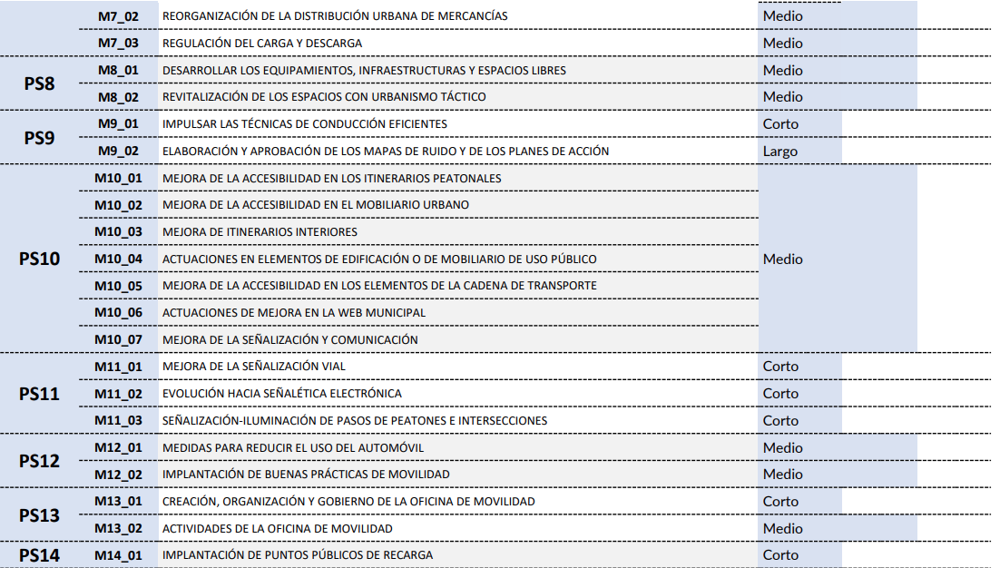 M7_02 REORGANIZACIÓN DE LA DISTRIBUCIÓN URBANA DE MERCANCÍAS Medio
M7_03 REGULACIÓN DEL CARGA Y DESCARGA Medio
PS8
M8_01 DESARROLLAR LOS EQUIPAMIENTOS, INFRAESTRUCTURAS Y ESPACIOS LIBRES Medio
M8_02 REVITALIZACIÓN DE LOS ESPACIOS CON URBANISMO TÁCTICO Medio
PS9
M9_01 IMPULSAR LAS TÉCNICAS DE CONDUCCIÓN EFICIENTES Corto
M9_02 ELABORACIÓN Y APROBACIÓN DE LOS MAPAS DE RUIDO Y DE LOS PLANES DE ACCIÓN Largo
PS10
M10_01 MEJORA DE LA ACCESIBILIDAD EN LOS ITINERARIOS PEATONALES
M10_02 MEJORA DE LA ACCESIBILIDAD EN EL MOBILIARIO URBANO
M10_03 MEJORA DE ITINERARIOS INTERIORES
M10_04 ACTUACIONES EN ELEMENTOS DE EDIFICACIÓN O DE MOBILIARIO DE USO PÚBLICO Medio
M10_05 MEJORA DE LA ACCESIBILIDAD EN LOS ELEMENTOS DE LA CADENA DE TRANSPORTE
M10_06 ACTUACIONES DE MEJORA EN LA WEB MUNICIPAL
M10_07 MEJORA DE LA SEÑALIZACIÓN Y COMUNICACIÓN
PS11
M11_01 MEJORA DE LA SEÑALIZACIÓN VIAL Corto
M11_02 EVOLUCIÓN HACIA SEÑALÉTICA ELECTRÓNICA Corto
M11_03 SEÑALIZACIÓN-ILUMINACIÓN DE PASOS DE PEATONES E INTERSECCIONES Corto
PS12
M12_01 MEDIDAS PARA REDUCIR EL USO DEL AUTOMÓVIL Medio
M12_02 IMPLANTACIÓN DE BUENAS PRÁCTICAS DE MOVILIDAD Medio
PS13
M13_01 CREACIÓN, ORGANIZACIÓN Y GOBIERNO DE LA OFICINA DE MOVILIDAD Corto
M13_02 ACTIVIDADES DE LA OFICINA DE MOVILIDAD Medio
PS14 M14_01 IMPLANTACIÓN DE PUNTOS PÚBLICOS DE RECARGA Corto